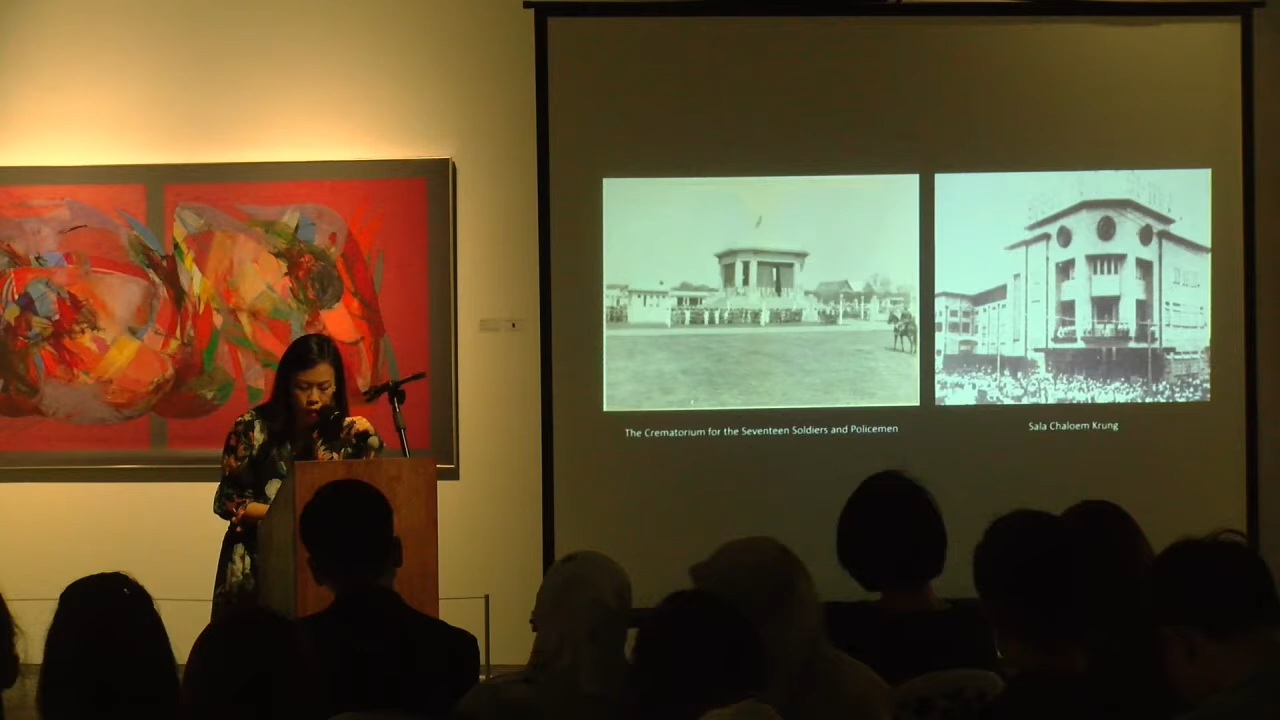 The Crematorium for the Seventeen Soldiers and Policemen
Sala Chaloem Krung